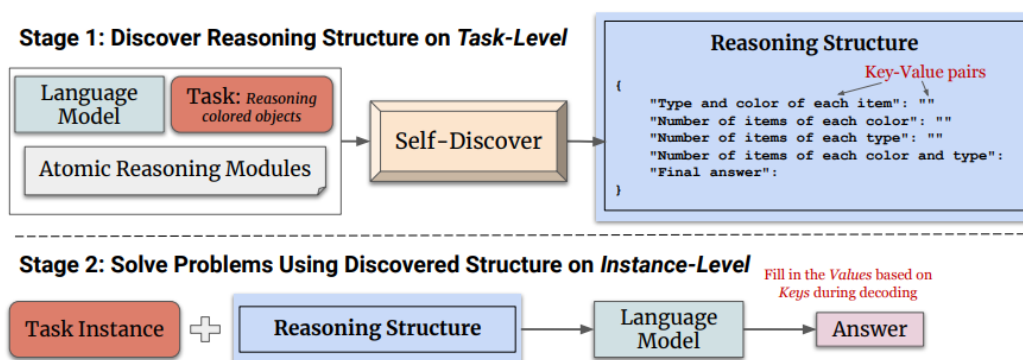 Stage 1: Discover Reasoning Structure on Task-Level
Language
Model
Task: Reasoning
colored objects
Atomic Reasoning Modules
Self-Discover
Reasoning Structure
Key-Value pairs
{
"Type and color of each item": ""
"Number of items of each color": ""
"Number of items of each type": ""
"Number of items of each color and type":
"Final answer":
}
Stage 2: Solve Problems Using Discovered Structure on Instance-Level
Task Instance
Reasoning Structure
Language
Model
Fill in the Values based on
Keys during decoding
Answer